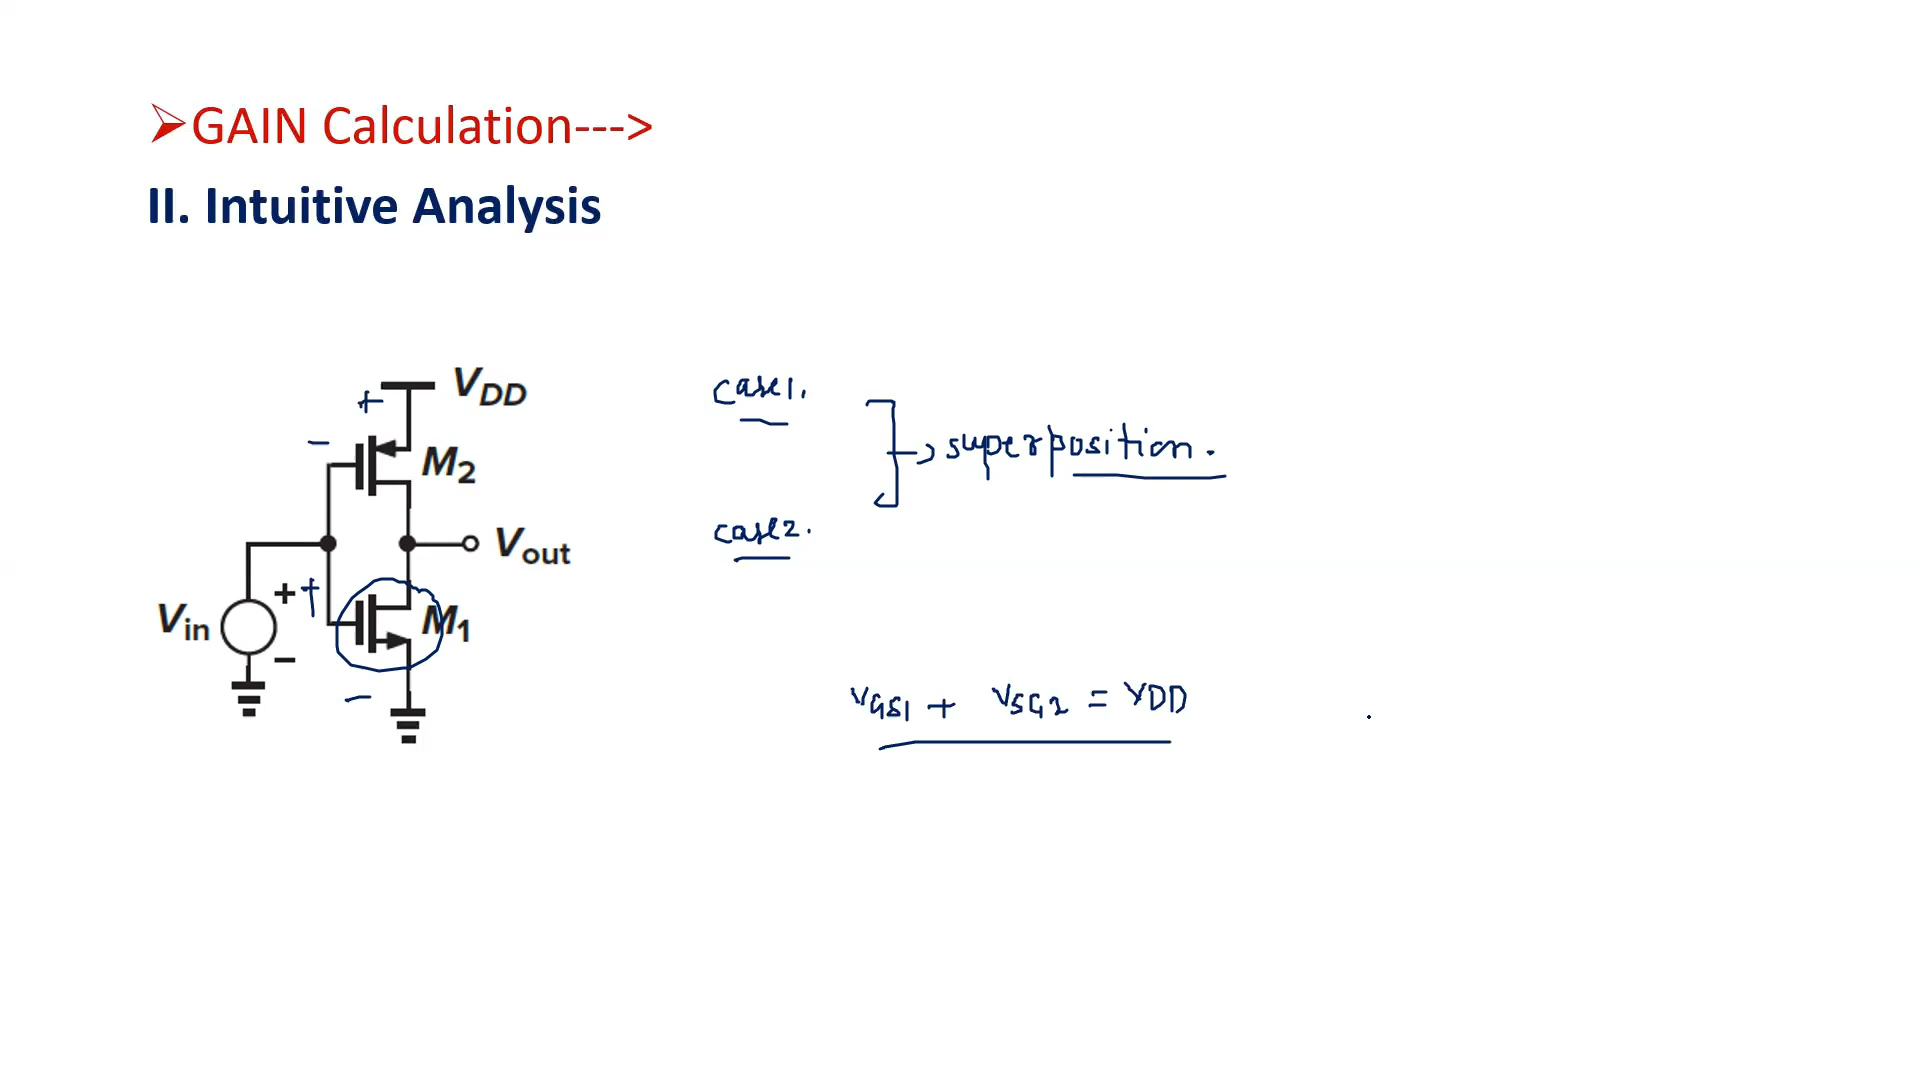 ➢GAIN Calculation--->
II. Intuitive Analysis
VDD
+
−
M2
case1.
superposition.
case2.
Vout
Vin
+
+
M1
−
−
VGS1 + VSG2 = VDD